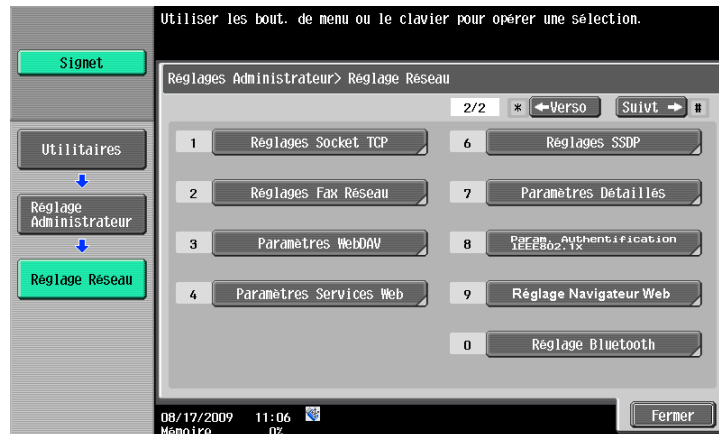 Utiliser les bout. de menu ou le clavier pour opérer une sélection.
Signet
Réglages Administrateur> Réglage Réseau
2/2 * ←Verso Suivt → #
Utilitaires
Réglage
Administrateur
Réglage Réseau
1 Réglages Socket TCP
2 Réglages Fax Réseau
3 Paramètres WebDAV
4 Paramètres Services Web
6 Réglages SSDP
7 Paramètres Détaillés
8 Param. Authentification
IEEE802.1x
9 Réglage Navigateur Web
0 Réglage Bluetooth
08/17/2009 11:06
Mémoire 0%
Fermer